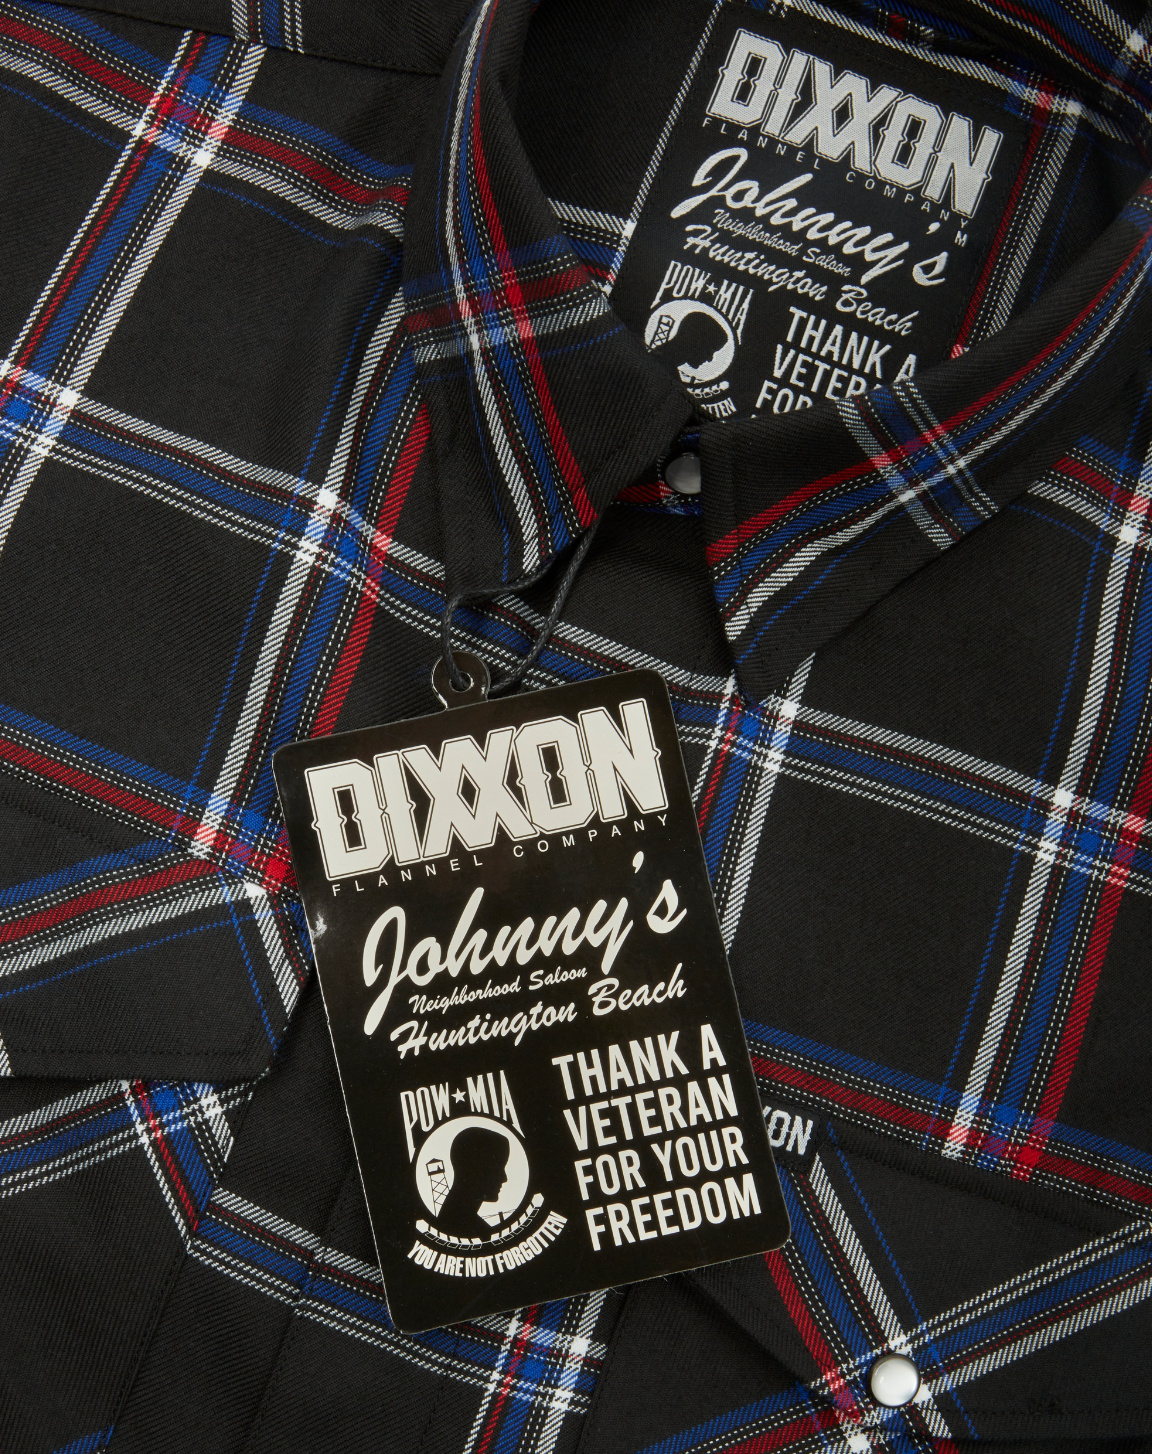 DIXXON
FLANNEL COMPANY
M
Johnny's
Neighborhood Saloon
Huntington Beach
POW★MIA
THANK A
FOR
DIXXON
FLANNEL COMPANY
Johnny's
Neighborhood Saloon
Huntington Beach
POW★MIA
YOU ARE NOT FORGOTTEN
THANK A
VETERAN
FOR YOUR
FREEDOM